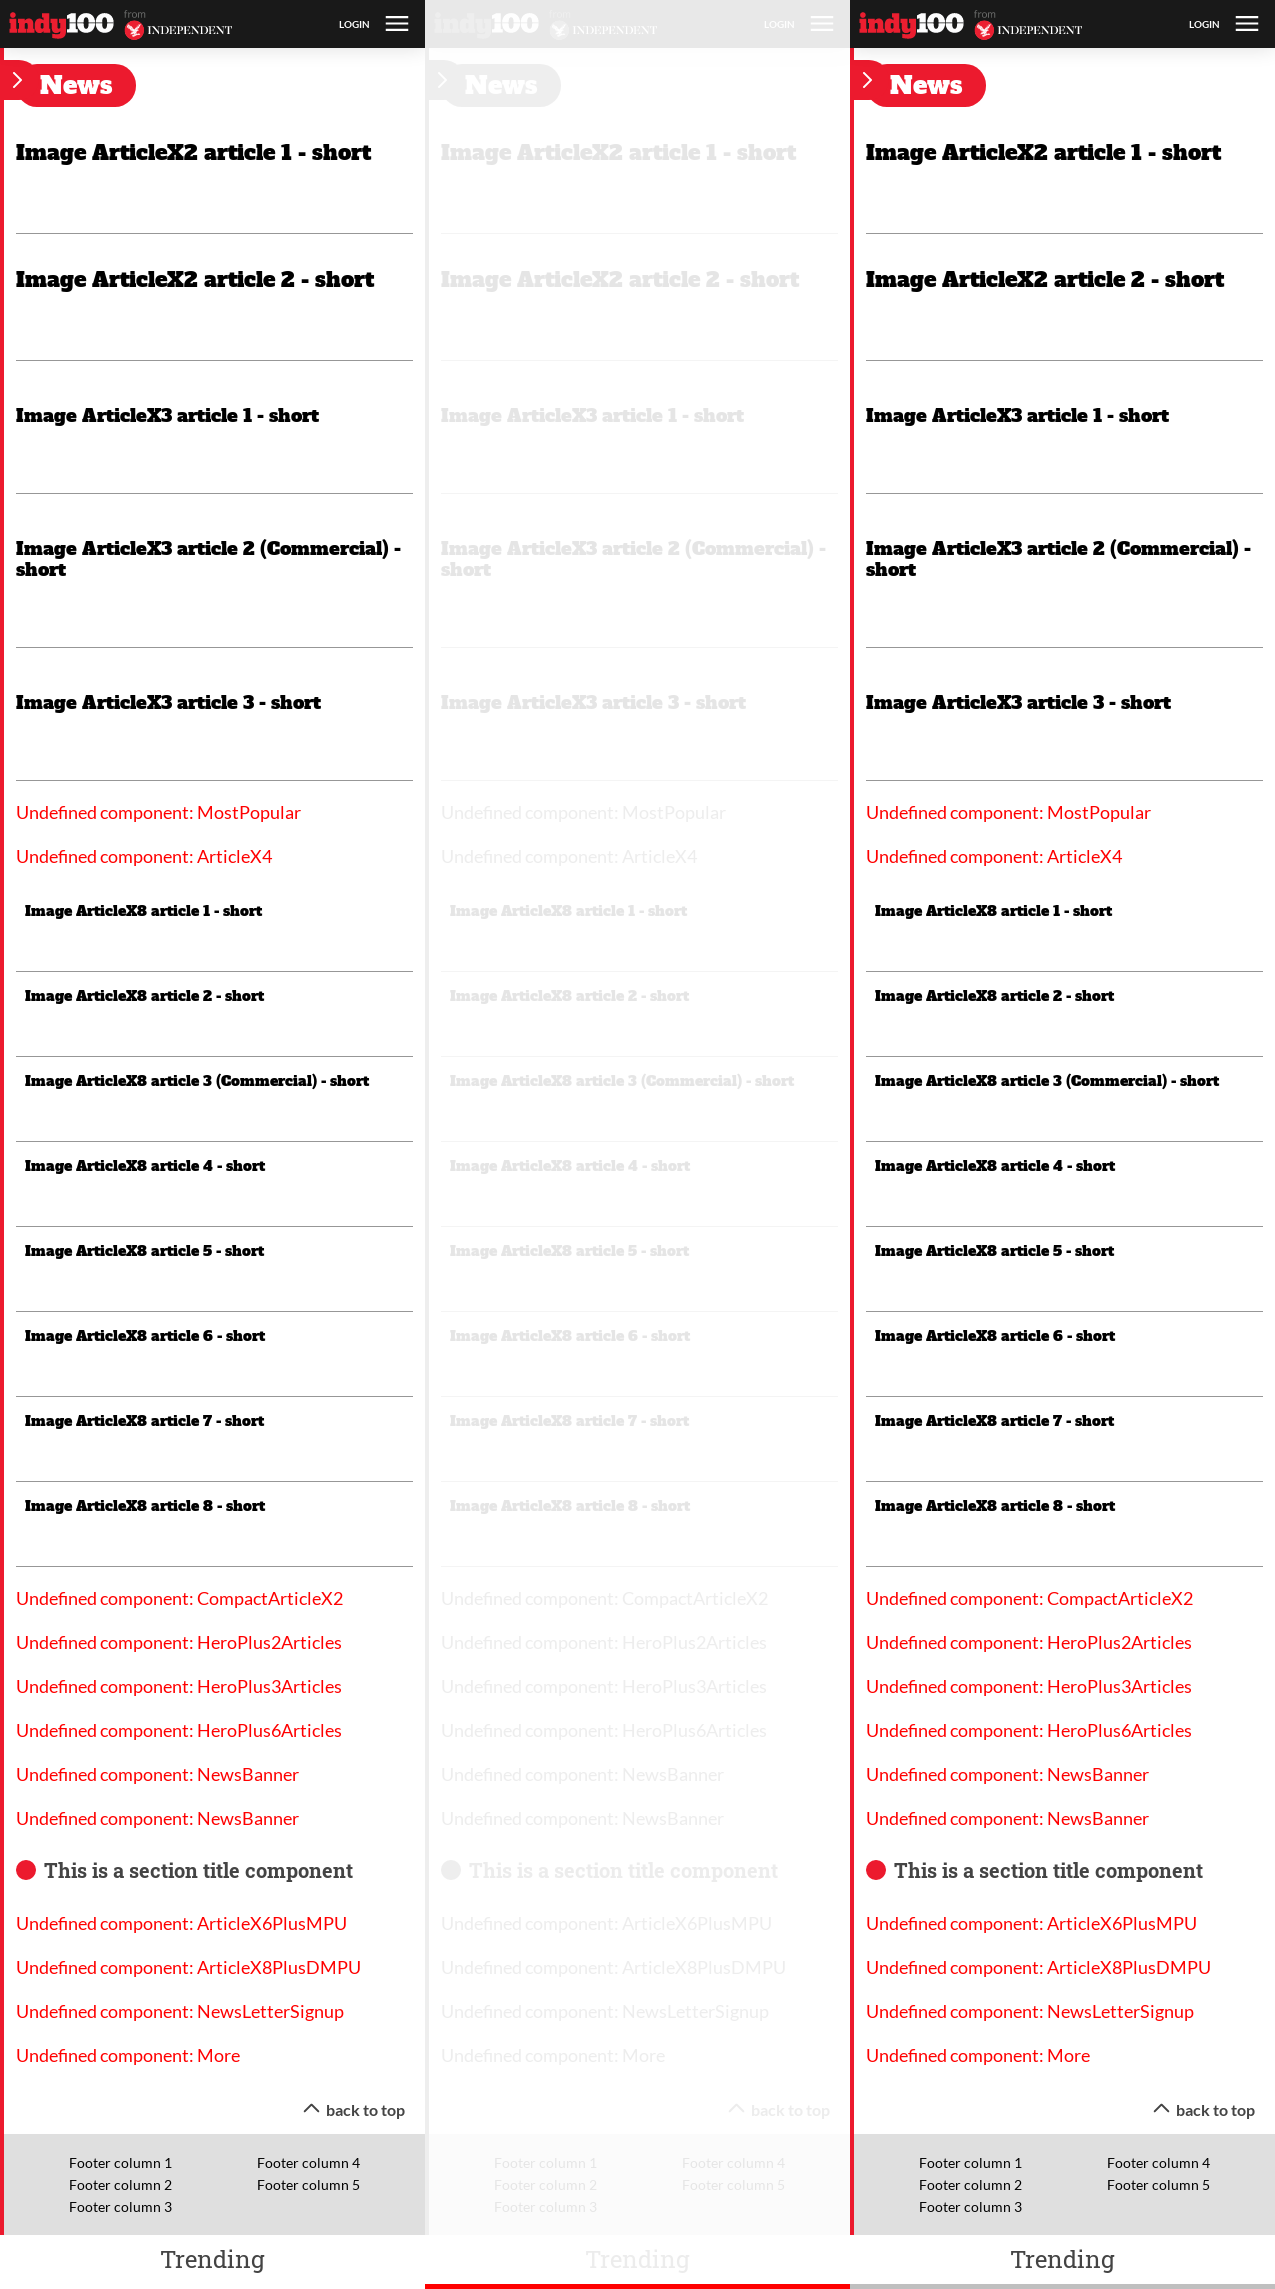 indy100 from INDEPENDENT LOGIN
News
Image ArticleX2 article 1 - short
Image ArticleX2 article 2 - short
Image ArticleX3 article 1 - short
Image ArticleX3 article 2 (Commercial) -
short
Image ArticleX3 article 3 - short
Undefined component: MostPopular
Undefined component: ArticleX4
Image ArticleX8 article 1 - short
Image ArticleX8 article 2 - short
Image ArticleX8 article 3 (Commercial) - short
Image ArticleX8 article 4 - short
Image ArticleX8 article 5 - short
Image ArticleX8 article 6 - short
Image ArticleX8 article 7 - short
Image ArticleX8 article 8 - short
Undefined component: CompactArticleX2
Undefined component: HeroPlus2Articles
Undefined component: HeroPlus3Articles
Undefined component: HeroPlus6Articles
Undefined component: NewsBanner
Undefined component: NewsBanner
This is a section title component
Undefined component: ArticleX6PlusMPU
Undefined component: ArticleX8PlusDMPU
Undefined component: NewsLetterSignup
Undefined component: More
back to top
Footer column 1
Footer column 2
Footer column 3
Footer column 4
Footer column 5
Trending
indy100 from INDEPENDENT LOGIN
News
Image ArticleX2 article 1 - short
Image ArticleX2 article 2 - short
Image ArticleX3 article 1 - short
Image ArticleX3 article 2 (Commercial) -
short
Image ArticleX3 article 3 - short
Undefined component: MostPopular
Undefined component: ArticleX4
Image ArticleX8 article 1 - short
Image ArticleX8 article 2 - short
Image ArticleX8 article 3 (Commercial) - short
Image ArticleX8 article 4 - short
Image ArticleX8 article 5 - short
Image ArticleX8 article 6 - short
Image ArticleX8 article 7 - short
Image ArticleX8 article 8 - short
Undefined component: CompactArticleX2
Undefined component: HeroPlus2Articles
Undefined component: HeroPlus3Articles
Undefined component: HeroPlus6Articles
Undefined component: NewsBanner
Undefined component: NewsBanner
This is a section title component
Undefined component: ArticleX6PlusMPU
Undefined component: ArticleX8PlusDMPU
Undefined component: NewsLetterSignup
Undefined component: More
back to top
Footer column 1
Footer column 2
Footer column 3
Footer column 4
Footer column 5
Trending
indy100 from INDEPENDENT LOGIN
News
Image ArticleX2 article 1 - short
Image ArticleX2 article 2 - short
Image ArticleX3 article 1 - short
Image ArticleX3 article 2 (Commercial) -
short
Image ArticleX3 article 3 - short
Undefined component: MostPopular
Undefined component: ArticleX4
Image ArticleX8 article 1 - short
Image ArticleX8 article 2 - short
Image ArticleX8 article 3 (Commercial) - short
Image ArticleX8 article 4 - short
Image ArticleX8 article 5 - short
Image ArticleX8 article 6 - short
Image ArticleX8 article 7 - short
Image ArticleX8 article 8 - short
Undefined component: CompactArticleX2
Undefined component: HeroPlus2Articles
Undefined component: HeroPlus3Articles
Undefined component: HeroPlus6Articles
Undefined component: NewsBanner
Undefined component: NewsBanner
This is a section title component
Undefined component: ArticleX6PlusMPU
Undefined component: ArticleX8PlusDMPU
Undefined component: NewsLetterSignup
Undefined component: More
back to top
Footer column 1
Footer column 2
Footer column 3
Footer column 4
Footer column 5
Trending